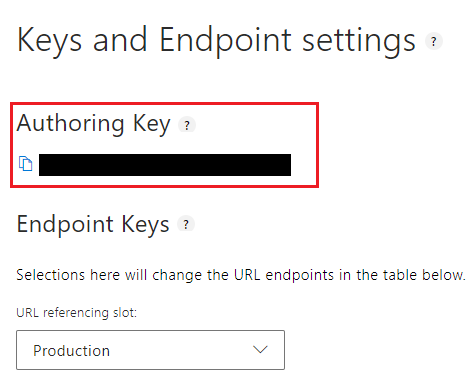 Keys and Endpoint settings ?
Authoring Key ?
Endpoint Keys ?
Selections here will change the URL endpoints in the table below.
URL referencing slot:
Production